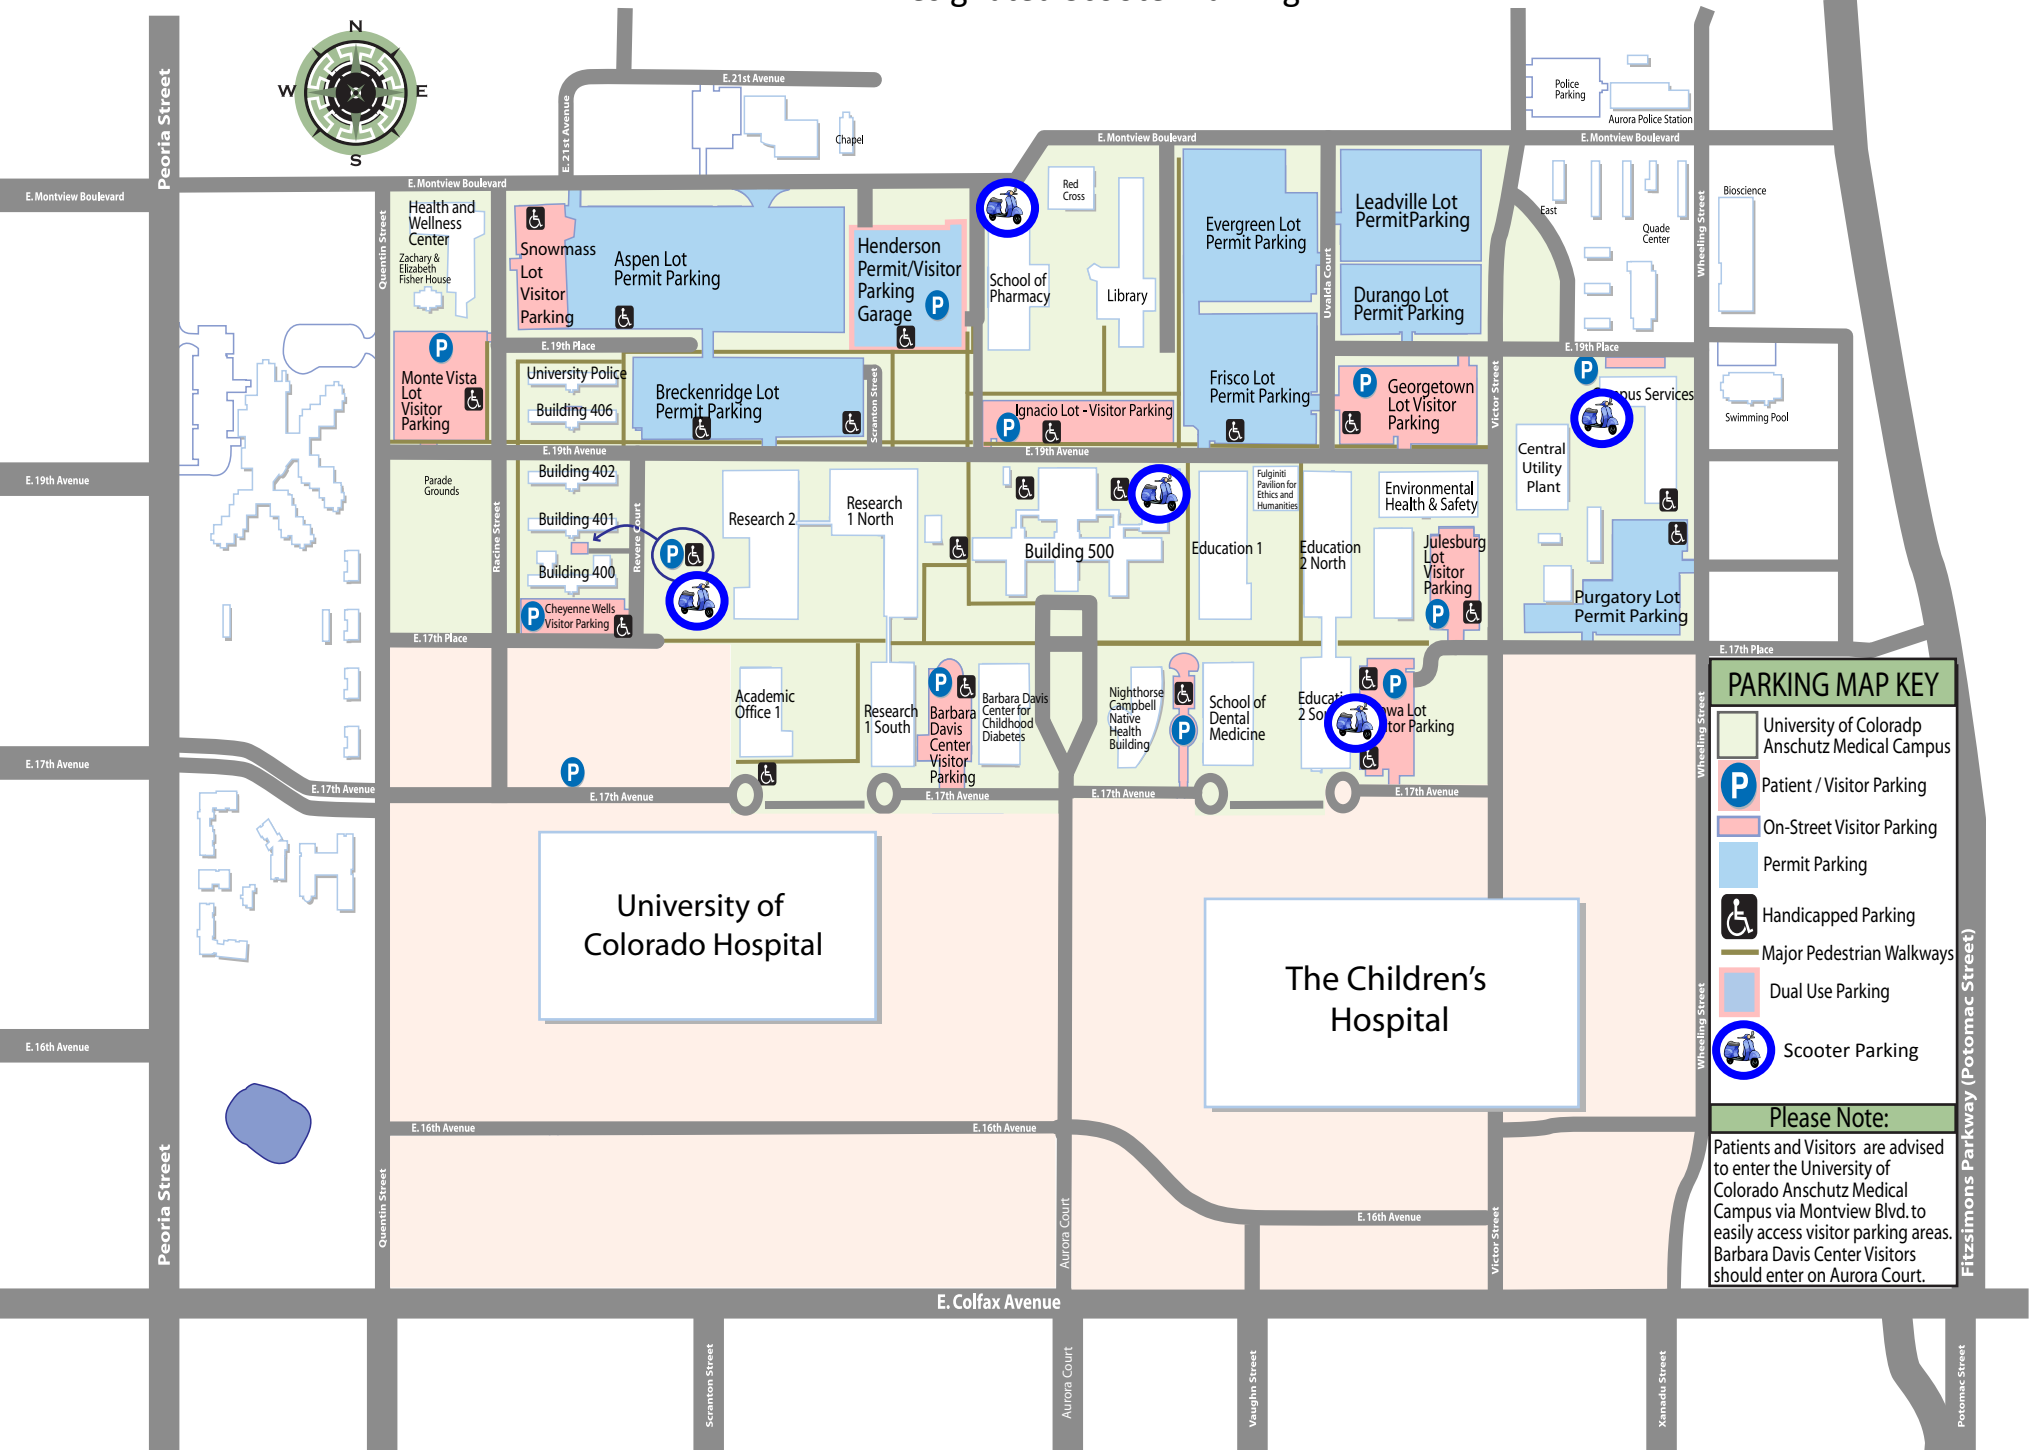 N
W
E
S
Peoria Street
E. 21st Avenue
E. 21st Avenue
Chapel
Police
Parking
Aurora Police Station
E. Montview Boulevard
E. Montview Boulevard
E. Montview Boulevard
E. Montview Boulevard
Health and
Wellness
Center
Zachary &
Elizabeth
Fisher House
Quentin Street
Snowmass
Lot
Visitor
Parking
Aspen Lot
Permit Parking
Henderson
Permit/Visitor
Parking
Garage
P
Red
Cross
School of
Pharmacy
Library
Evergreen Lot
Permit Parking
Uvalda Court
Leadville Lot
PermitParking
Durango Lot
Permit Parking
East
Quade
Center
Wheeling Street
Bioscience
E. 19th Place
E. 19th Place
P
Monte Vista
Lot
Visitor
Parking
University Police
Building 406
Breckenridge Lot
Permit Parking
Scranton Street
P
Ignacio Lot - Visitor Parking
Frisco Lot
Permit Parking
P
Georgetown
Lot Visitor
Parking
Victor Street
P
pus Services
Swimming Pool
E. 19th Avenue
E. 19th Avenue
E. 19th Avenue
Parade
Grounds
Racine Street
Building 402
Building 401
Building 400
Revere Court
P
P
Cheyenne Wells
Visitor Parking
Research 2
Research
1 North
Building 500
Education 1
Fulginiti
Pavilion for
Ethics and
Humanities
Education
2 North
Environmental
Health & Safety
Julesburg
Lot
Visitor
Parking
P
Central
Utility
Plant
Purgatory Lot
Permit Parking
E. 17th Place
E. 17th Place
Academic
Office 1
Research
1 South
P
Barbara
Davis
Center
Visitor
Parking
Barbara Davis
Center for
Childhood
Diabetes
Nighthorse
Campbell
Native
Health
Building
P
School of
Dental
Medicine
Educati
2 So
P
wa Lot
itor Parking
P
E. 17th Avenue
E. 17th Avenue
E. 17th Avenue
E. 17th Avenue
E. 17th Avenue
E. 17th Avenue
Wheeling Street
University of
Colorado Hospital
The Children's
Hospital
Wheeling Street
E. 16th Avenue
E. 16th Avenue
E. 16th Avenue
E. 16th Avenue
Peoria Street
Quentin Street
Aurora Court
Victor Street
E. Colfax Avenue
Scranton Street
Aurora Court
Vaughn Street
Xanadu Street
Potomac Street
Fitzsimons Parkway (Potomac Street)
PARKING MAP KEY
University of Coloradp
Anschutz Medical Campus
P
Patient / Visitor Parking
On-Street Visitor Parking
Permit Parking
Handicapped Parking
Major Pedestrian Walkways
Dual Use Parking
Scooter Parking
Please Note:
Patients and Visitors are advised
to enter the University of
Colorado Anschutz Medical
Campus via Montview Blvd. to
easily access visitor parking areas.
Barbara Davis Center Visitors
should enter on Aurora Court.